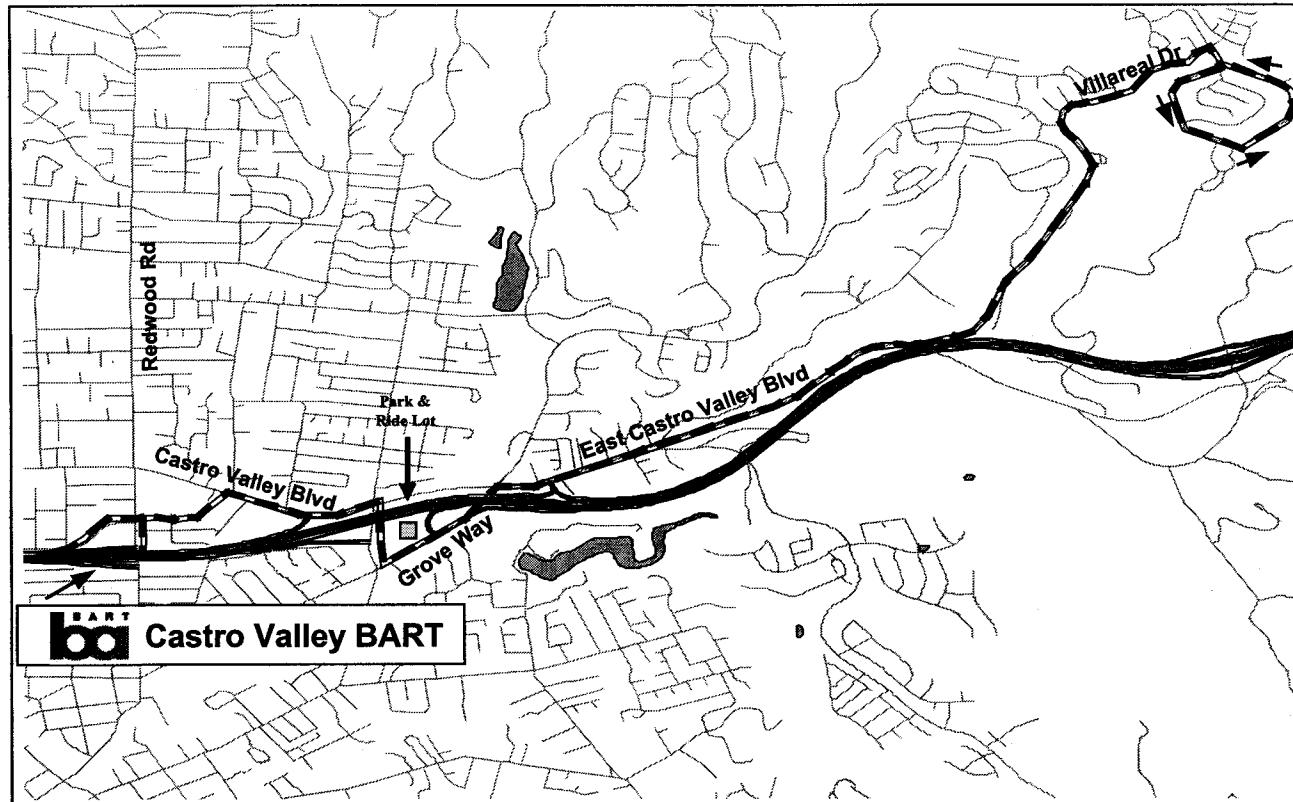 Villareal Dr
Redwood Rd
Park &
Ride Lot
East Castro Valley Blvd
Castro Valley Blvd
Grove Way
BART
ba Castro Valley BART